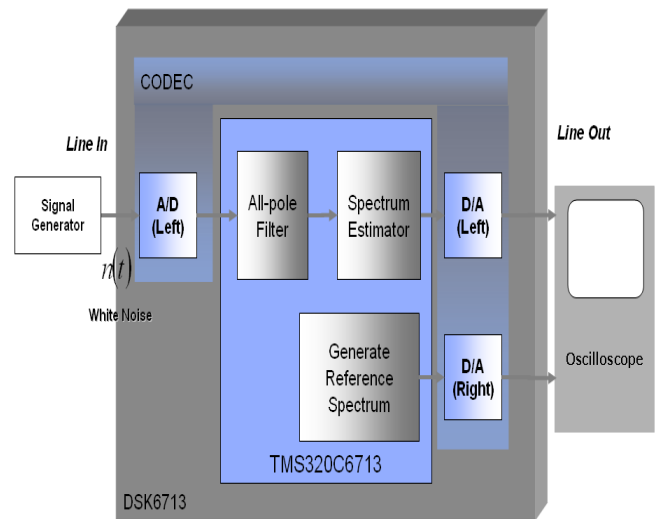 CODEC
Line In
Line Out
Signal
Generator
A/D
(Left)
All-pole
Filter
Spectrum
Estimator
D/A
(Left)
n(t)
White Noise
Generate
Reference
Spectrum
D/A
(Right)
Oscilloscope
TMS320C6713
DSK6713